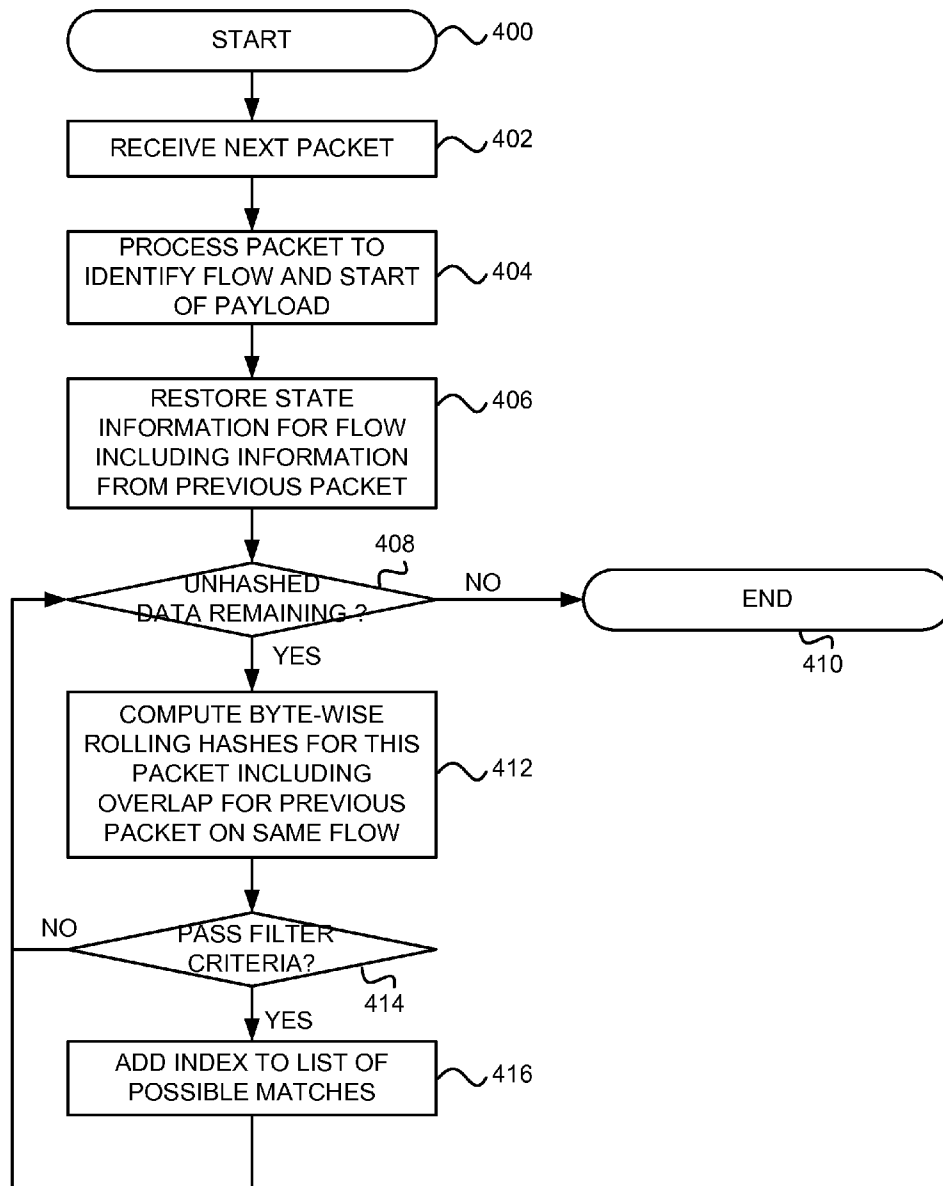 START
400
RECEIVE NEXT PACKET
402
PROCESS PACKET TO
IDENTIFY FLOW AND START
OF PAYLOAD
404
RESTORE STATE
INFORMATION FOR FLOW
INCLUDING INFORMATION
FROM PREVIOUS PACKET
406
408
UNHASHED
DATA REMAINING ?
NO
END
410
YES
COMPUTE BYTE-WISE
ROLLING HASHES FOR THIS
PACKET INCLUDING
OVERLAP FOR PREVIOUS
PACKET ON SAME FLOW
412
NO
PASS FILTER
CRITERIA?
414
YES
ADD INDEX TO LIST OF
POSSIBLE MATCHES
416